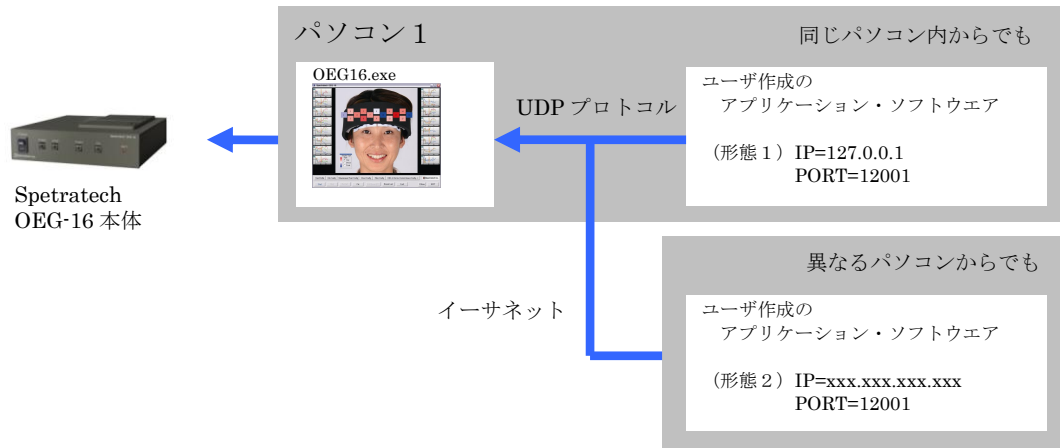 パソコン１
同じパソコン内からでも
OEG16.exe
UDP プロトコル
ユーザ作成の
アプリケーション・ソフトウエア
（形態１）IP=127.0.0.1
PORT=12001
Spetratech
OEG-16 本体
異なるパソコンからでも
イーサネット
ユーザ作成の
アプリケーション・ソフトウエア
（形態２）IP=xxx.xxx.xxx.xxx
PORT=12001